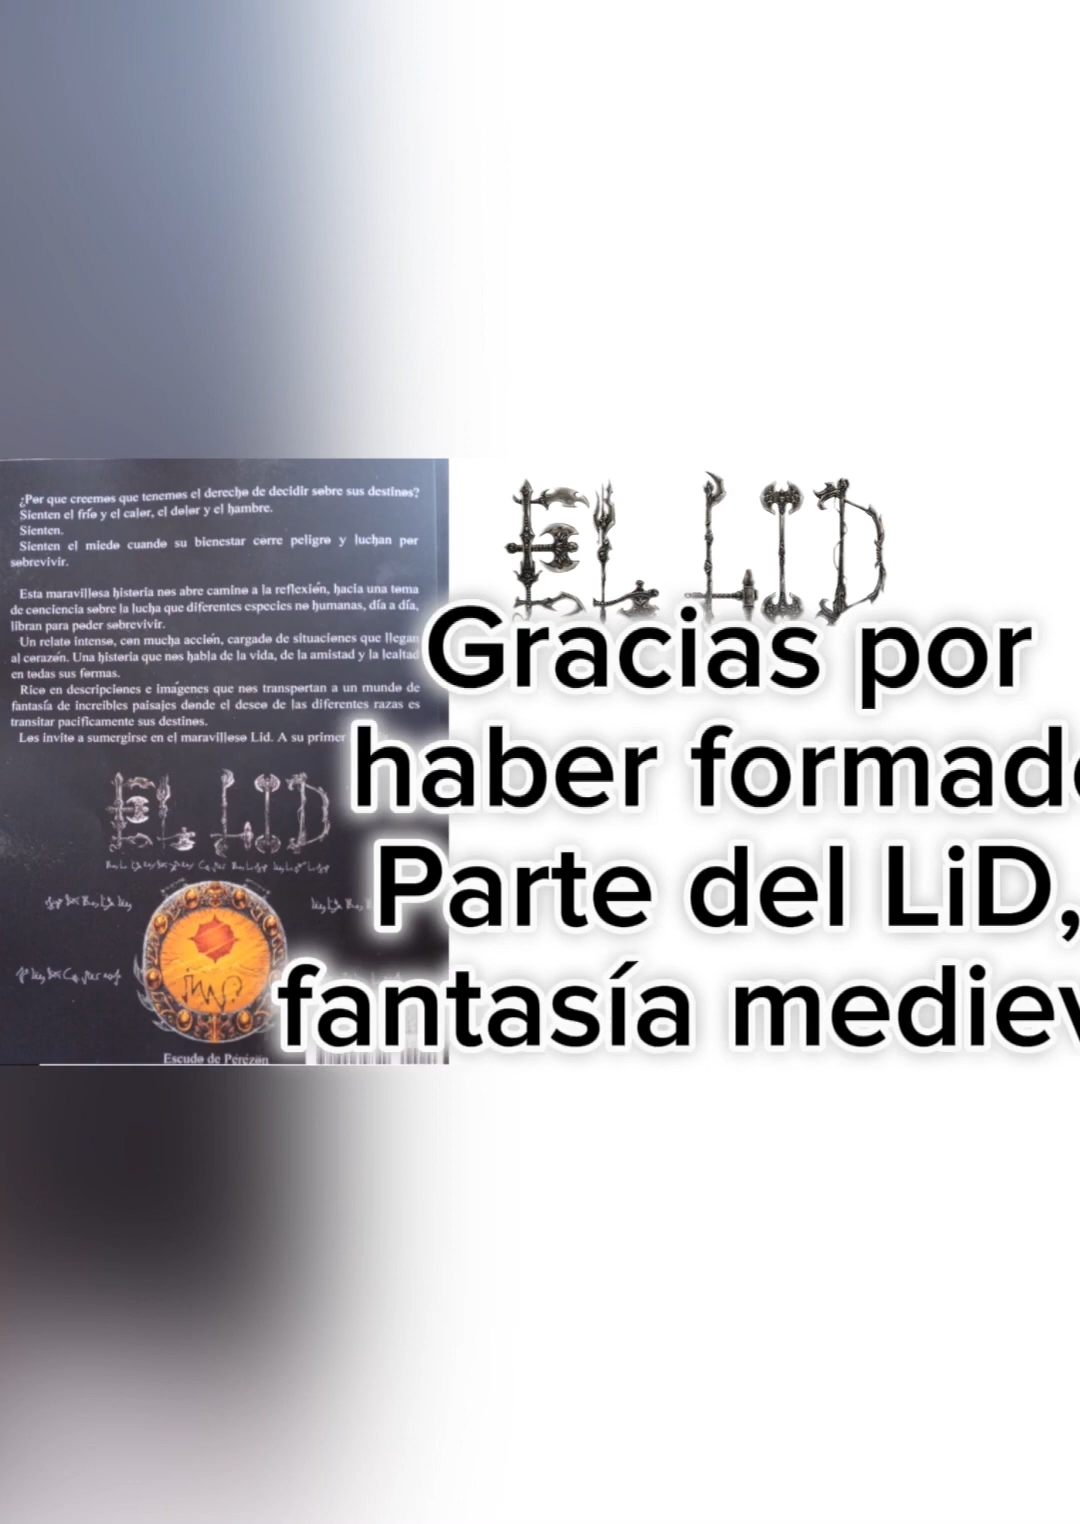 ¿Por que creemos que tenemos el derecho de decidir sobre sus destinos?
Sienten el frío y el calor, el dolor y el hambre.
Sienten.
Sienten el miedo cuando su bienestar corre peligro y luchan por
sobrevivir.
Esta maravillosa historia nos abre camino a la reflexión, hacia una toma
de conciencia sobre la lucha que diferentes especies no humanas, día a día,
libran para poder sobrevivir.
Un relato intenso, con mucha acción, cargado de situaciones que llegan
al corazón. Una historia que nos habla de la vida, de la amistad y la lealtad
en todas sus formas.
Rico en descripciones e imágenes que nos transportan a un mundo de
fantasía de increíbles paisajes donde el deseo de las diferentes razas es
transitar pacificamente sus destinos.
Los invito a sumergirse en el maravilloso Lid. A su primer
EL LID
Escudo de Pérézón
EL LID
Gracias por
haber formado
Parte del LiD,
fantasía mediev